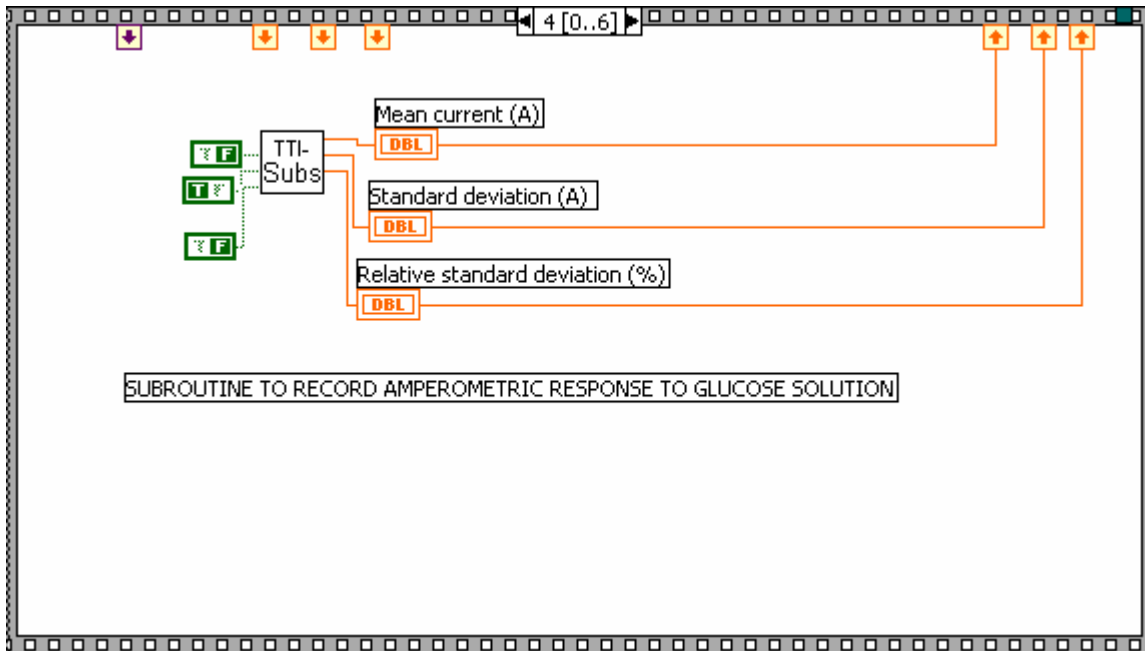 4 [0..6]
Mean current (A)
DBL
TTI-
Subs
F
T
F
Standard deviation (A)
DBL
Relative standard deviation (%)
DBL
SUBROUTINE TO RECORD AMPEROMETRIC RESPONSE TO GLUCOSE SOLUTION